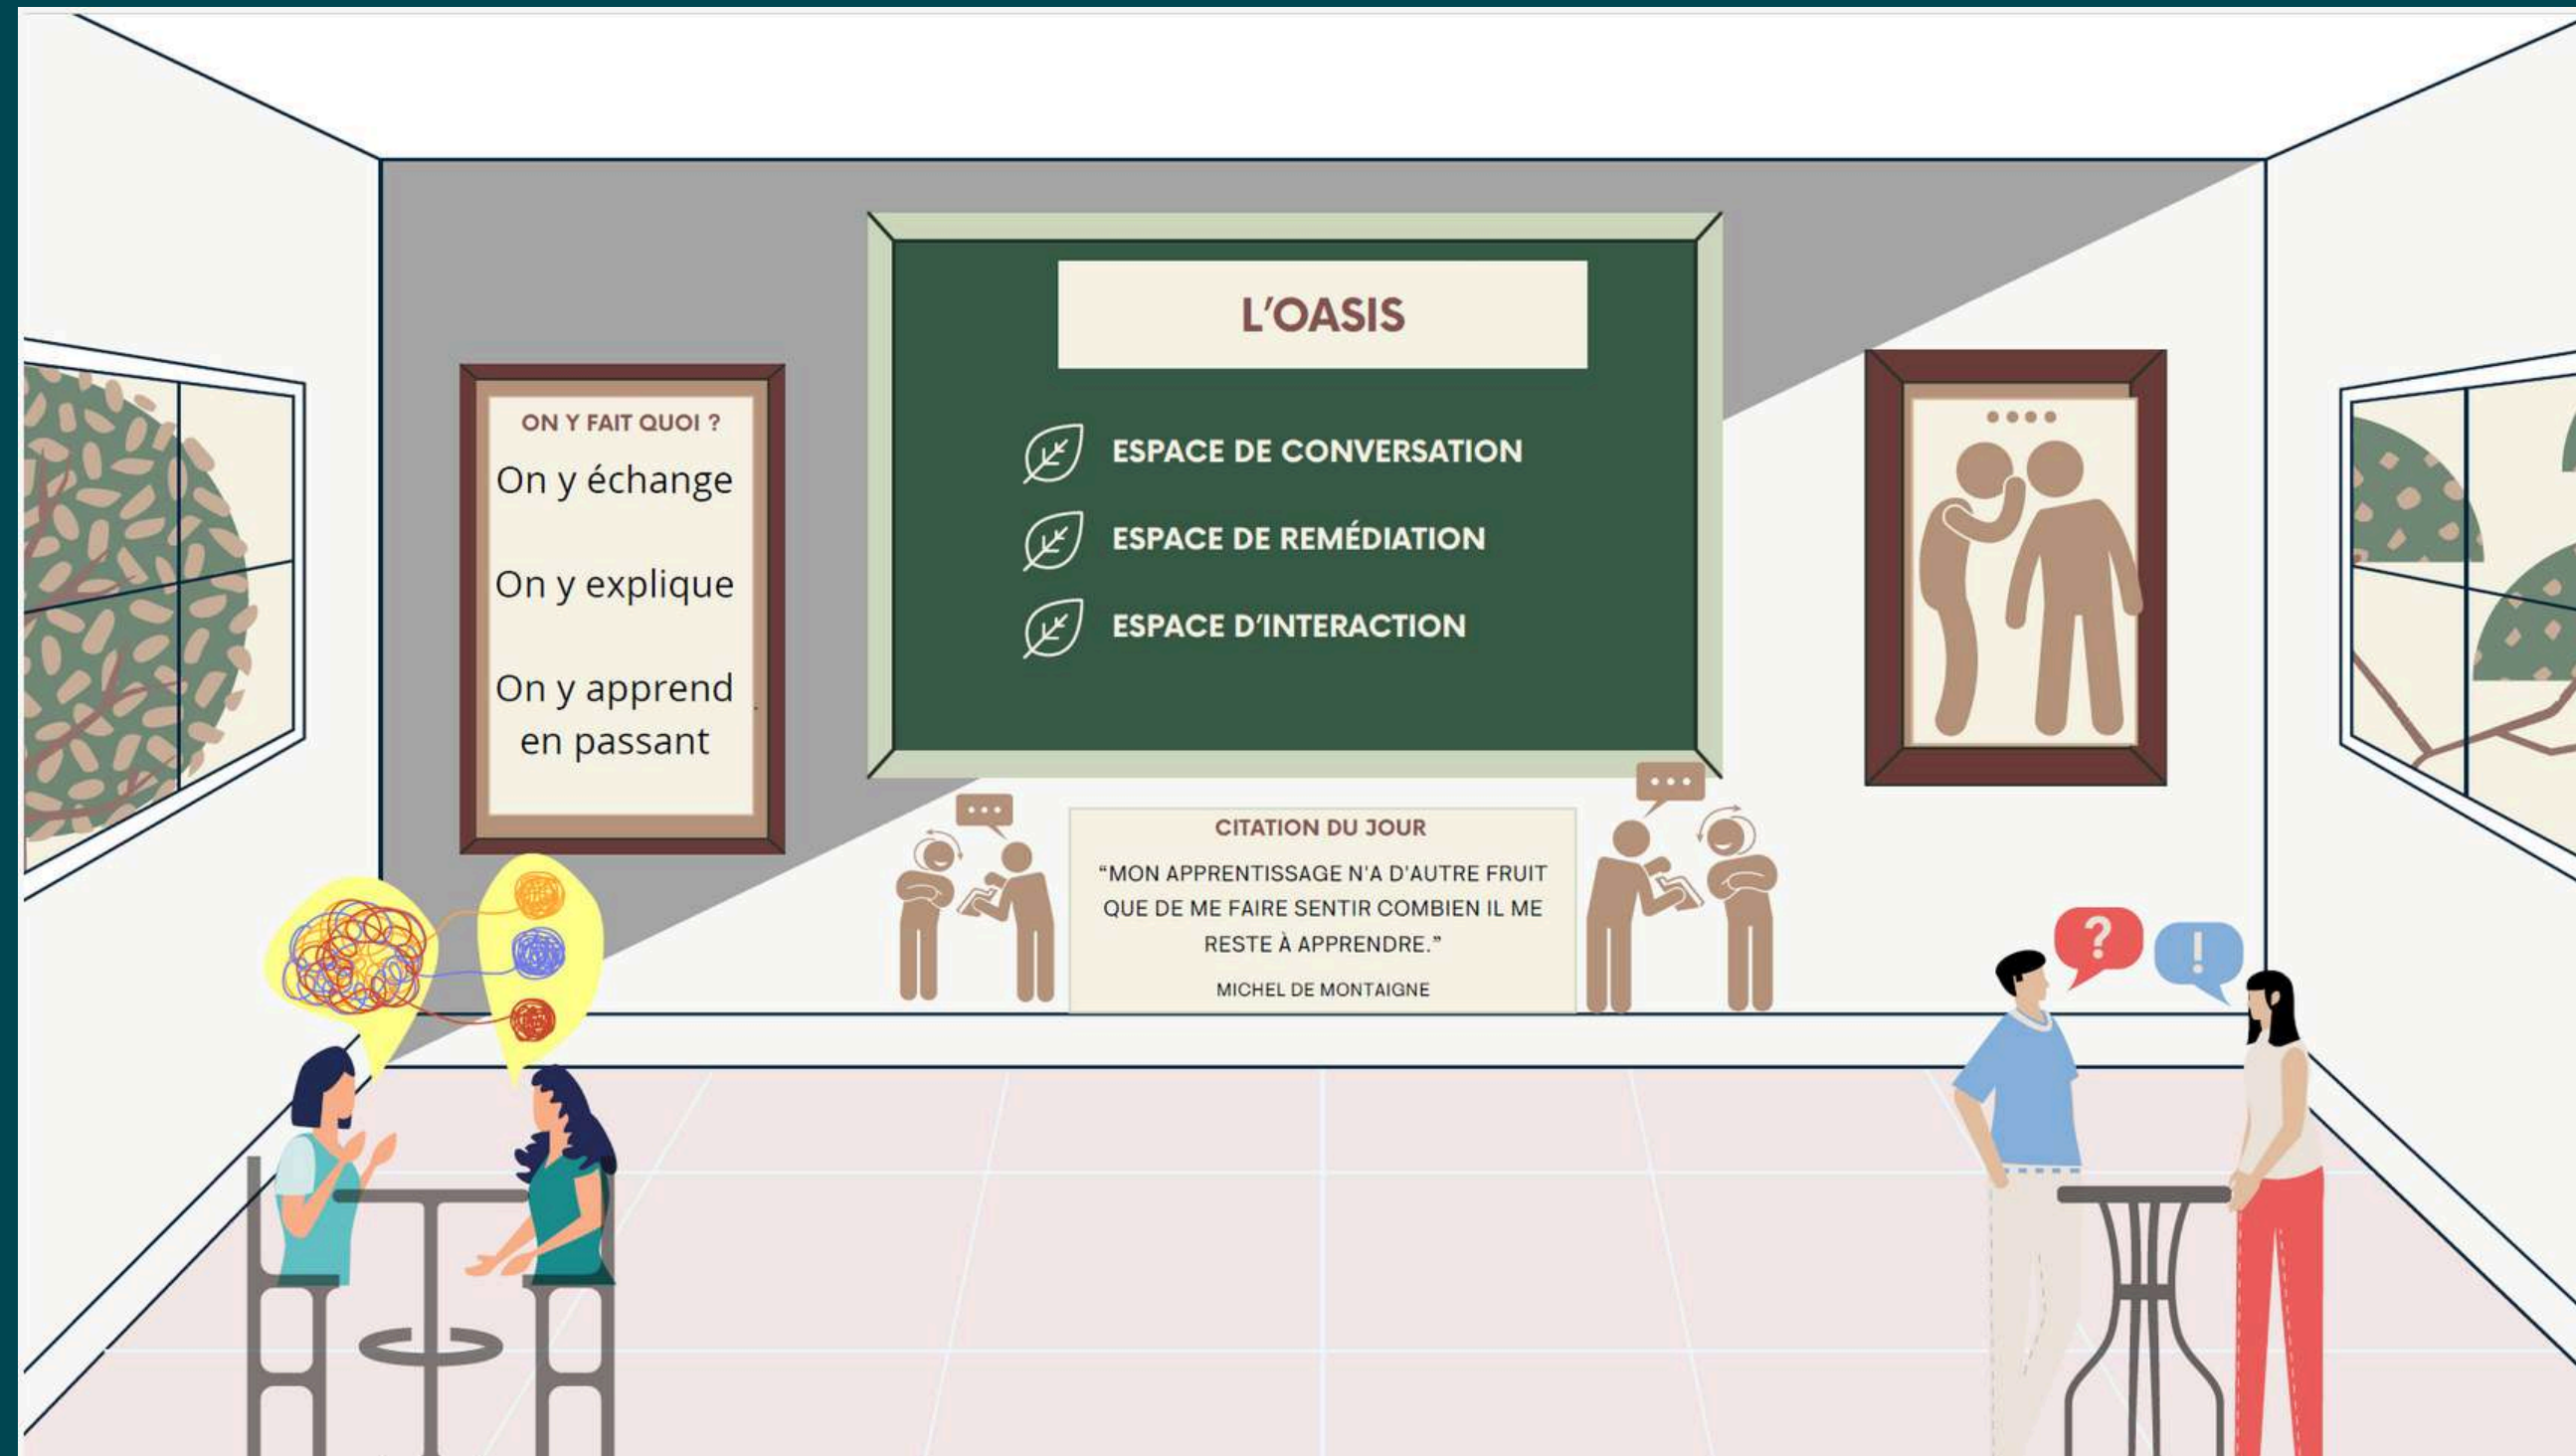 L'OASIS
ESPACE DE CONVERSATION
ESPACE DE REMÉDIATION
ESPACE D'INTERACTION
ON Y FAIT QUOI ?
On y échange
On y explique
On y apprend
en passant
CITATION DU JOUR
“MON APPRENTISSAGE N'A D'AUTRE FRUIT
QUE DE ME FAIRE SENTIR COMBIEN IL ME
RESTE À APPRENDRE.”
MICHEL DE MONTAIGNE
?
!